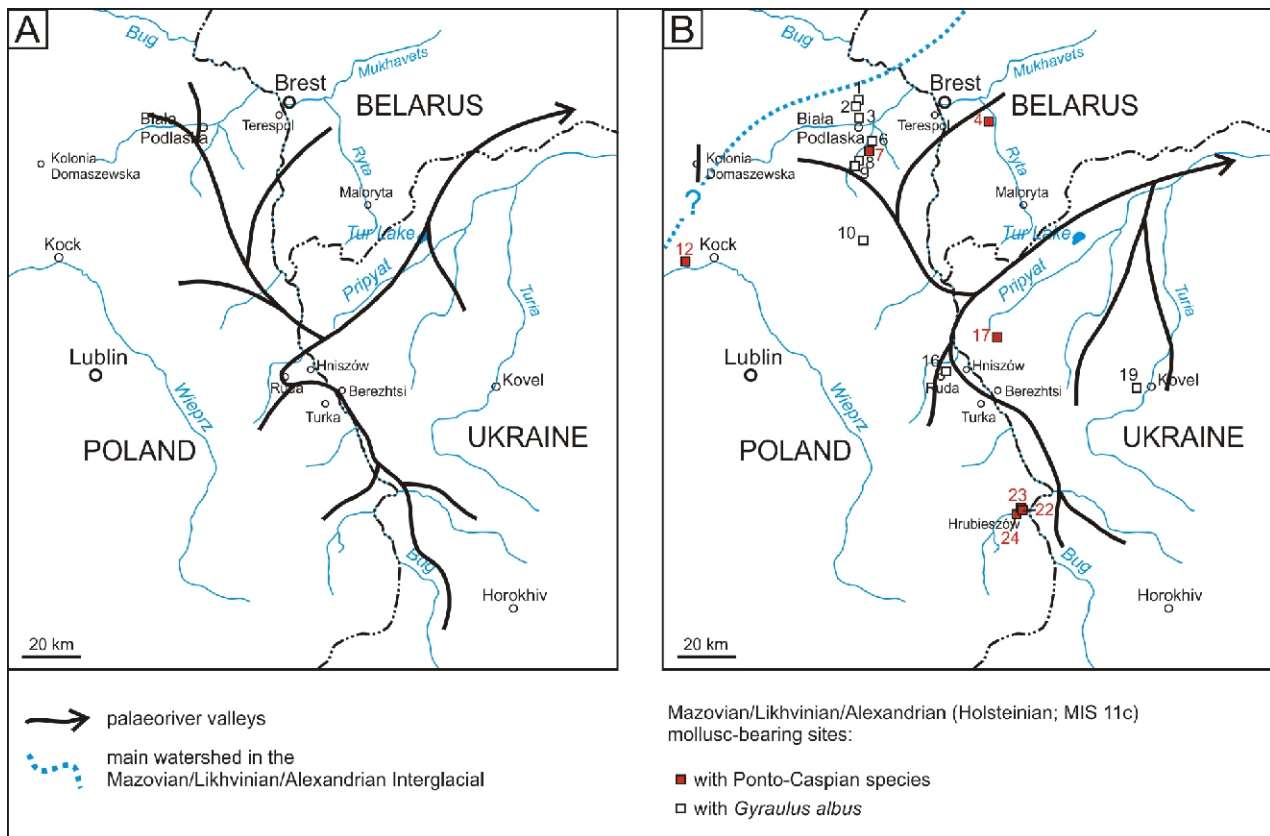 A
Bug
Brest
Mukhavets
BELARUS
Terespol
Biała
Podlaska
Kolonia
Domaszewska
Ryta
Maloryta
Tur Lake
Kock
Pripyat
Turia
Lublin
Hniszów
Ruda
Berezhtsi
Kovel
Turka
Wieprz
POLAND
UKRAINE
Bug
Horokhiv
20 km
B
Bug
Brest
Mukhavets
1
2
BELARUS
3
4
Biała
Podlaska
Terespol
6
7
8
9
Kolonia
Domaszewska
Ryta
?
Maloryta
Tur Lake
10
Kock
12
Pripyat
Turia
17
Lublin
16
Hniszów
Ruda
Berezhtsi
19
Kovel
Turka
Wieprz
POLAND
UKRAINE
23
22
Hrubieszów
24
Bug
Horokhiv
20 km
palaeoriver valleys
main watershed in the
Mazovian/Likhvinian/Alexandrian Interglacial
Mazovian/Likhvinian/Alexandrian (Holsteinian; MIS 11c)
mollusc-bearing sites:
with Ponto-Caspian species
with Gyraulus albus